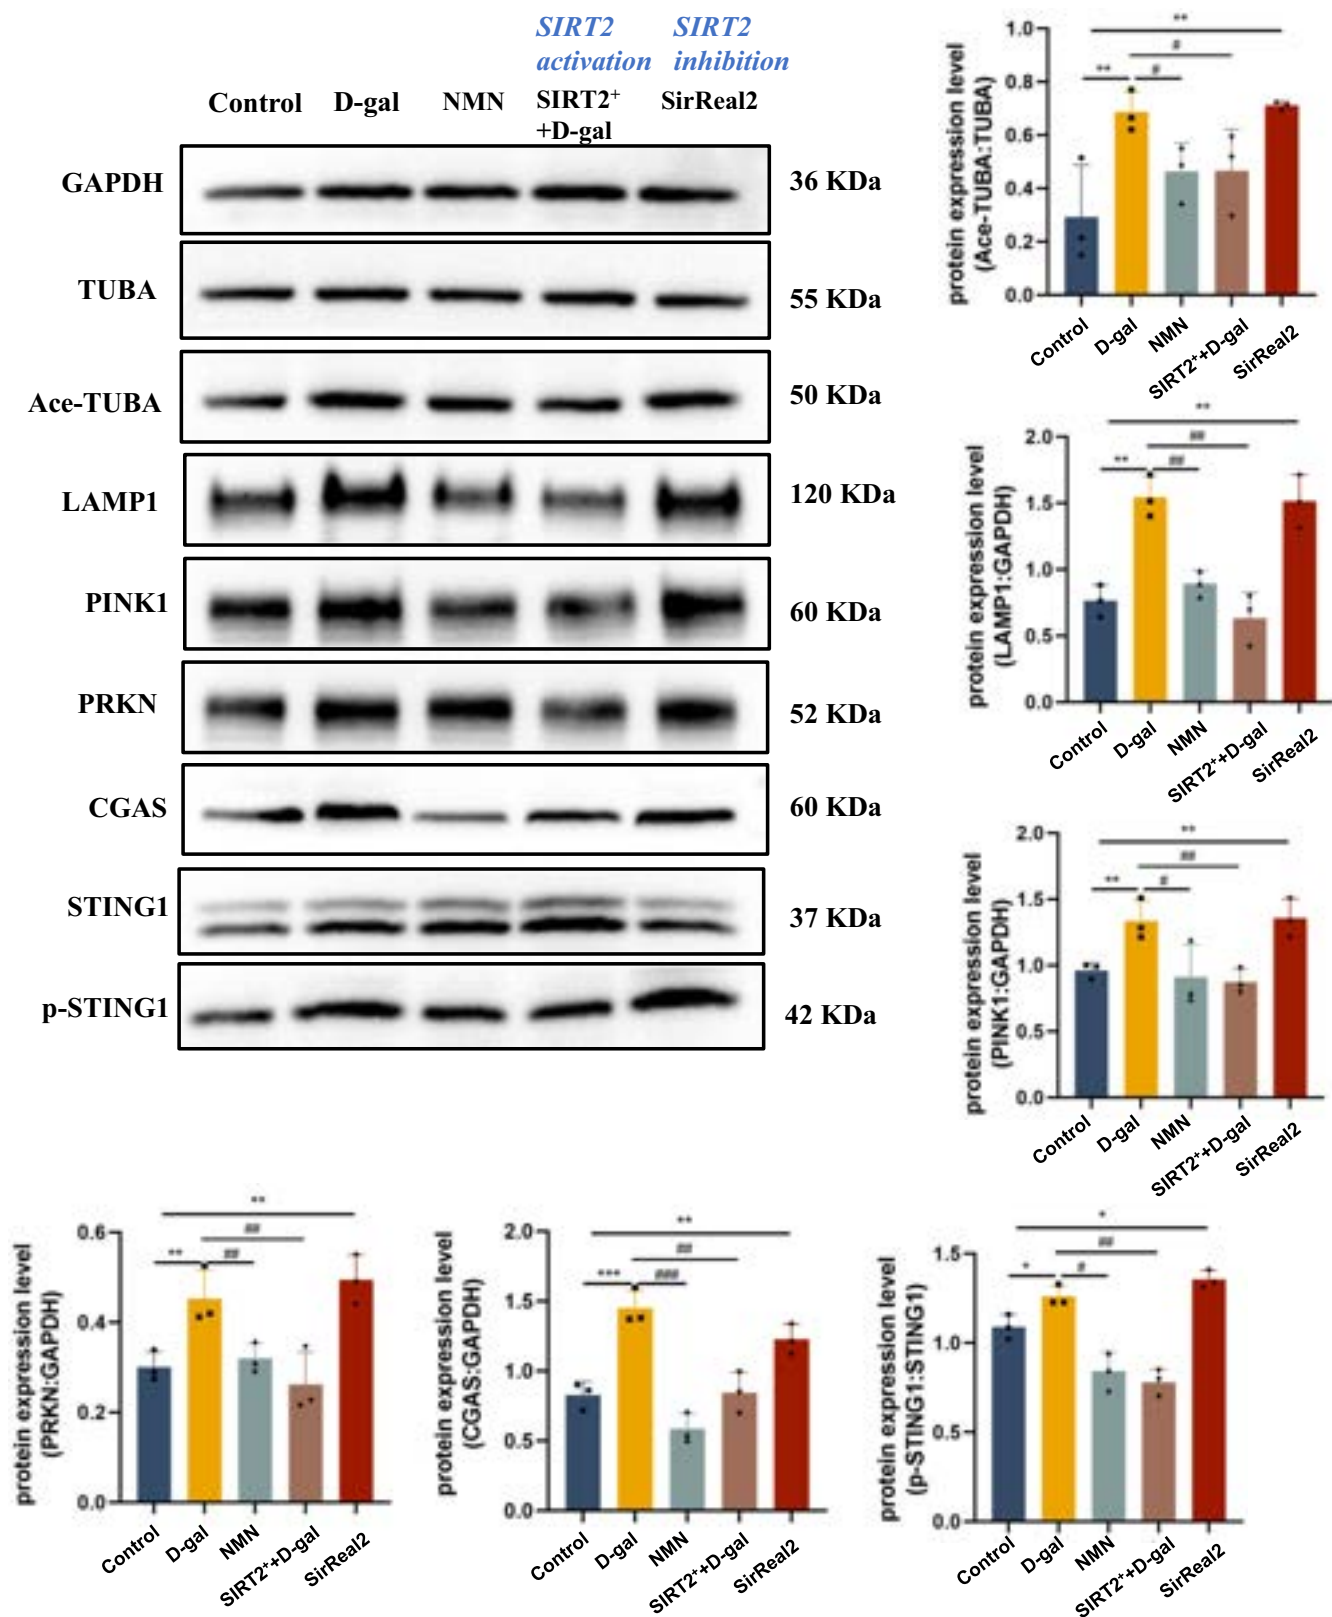 SIRT2 SIRT2
activation inhibition
Control D-gal NMN SIRT2⁺ SirReal2
+D-gal
GAPDH 36 KDa
TUBA 55 KDa
Ace-TUBA 50 KDa
LAMP1 120 KDa
PINK1 60 KDa
PRKN 52 KDa
CGAS 60 KDa
STING1 37 KDa
p-STING1 42 KDa
protein expression level
(Ace-TUBA:TUBA)
1.0
0.8
0.6
0.4
0.2
0.0
**
#
** #
Control D-gal NMN SIRT2⁺+D-gal SirReal2
protein expression level
(LAMP1:GAPDH)
2.0
1.5
1.0
0.5
0.0
**
##
** ##
Control D-gal NMN SIRT2⁺+D-gal SirReal2
protein expression level
(PINK1:GAPDH)
2.0
1.5
1.0
0.5
0.0
**
##
** #
Control D-gal NMN SIRT2⁺+D-gal SirReal2
protein expression level
(PRKN:GAPDH)
0.6
0.4
0.2
0.0
**
##
** ##
Control D-gal NMN SIRT2⁺+D-gal SirReal2
protein expression level
(CGAS:GAPDH)
2.0
1.5
1.0
0.5
0.0
**
##
*** ###
Control D-gal NMN SIRT2⁺+D-gal SirReal2
protein expression level
(p-STING1:STING1)
1.5
1.0
0.5
0.0
*
##
* #
Control D-gal NMN SIRT2⁺+D-gal SirReal2